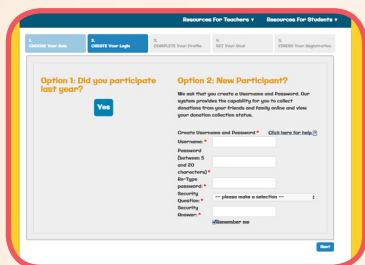 Resources For Teachers Resources For Students
1.
CHOOSE Your Role
2.
CREATE Your Login
3.
COMPLETE Your Profile
4.
SET Your Goal
5.
FINISH Your Registration
Option 1: Did you participate
last year?
Yes
Option 2: New Participant?
We ask that you create a Username and Password. Our
system provides the capability for you to collect
donations from your friends and family online and view
your donation collection status.
Create Username and Password * Click here for help
Username: *
Password
(between 5
and 20
characters) *
Re-Type
password: *
Security
Question: * -- please make a selection --
Security
Answer: *
Remember me
Next